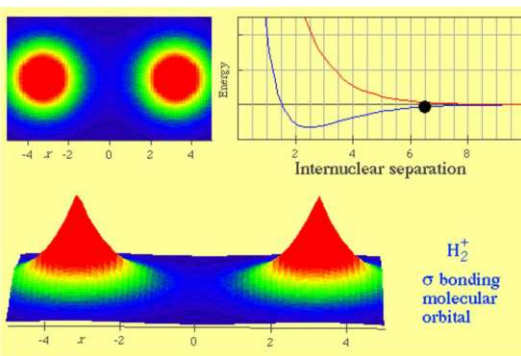 Energy
-4 x -2 0 2 4
2 4 6 8
Internuclear separation
H₂⁺
σ bonding
molecular
orbital
-4 x -2 0 2 4